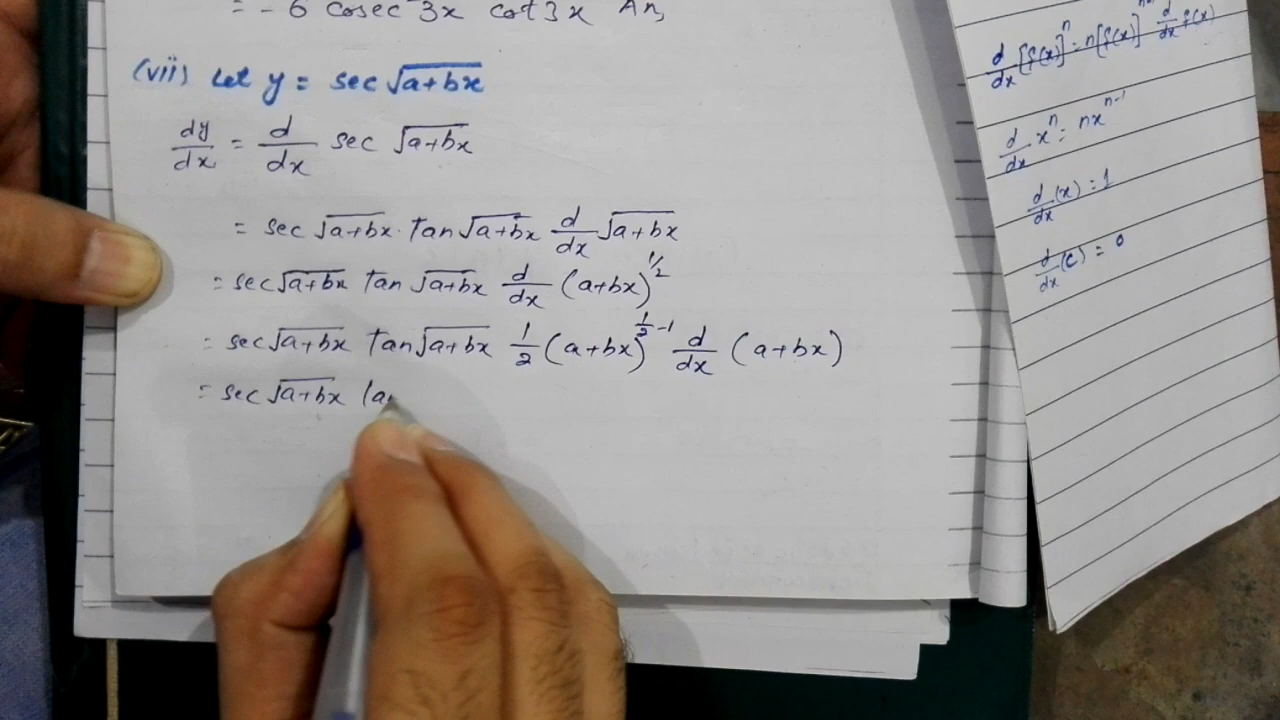 = - 6 cosec 3x cot 3x Ans
(vii) Let y = sec √(a+bx)
dy/dx = d/dx sec √(a+bx)
= sec √(a+bx) · tan √(a+bx) d/dx √(a+bx)
= sec √(a+bx) tan √(a+bx) d/dx (a+bx)^1/2
= sec √(a+bx) tan √(a+bx) 1/2 (a+bx)^(1/2 - 1) d/dx (a+bx)
= sec √(a+bx)
d/dx [f(x)]^n = n[f(x)]^n-1 d/dx f(x)
d/dx x^n = nx^n-1
d/dx (x) = 1
d/dx (c) = 0